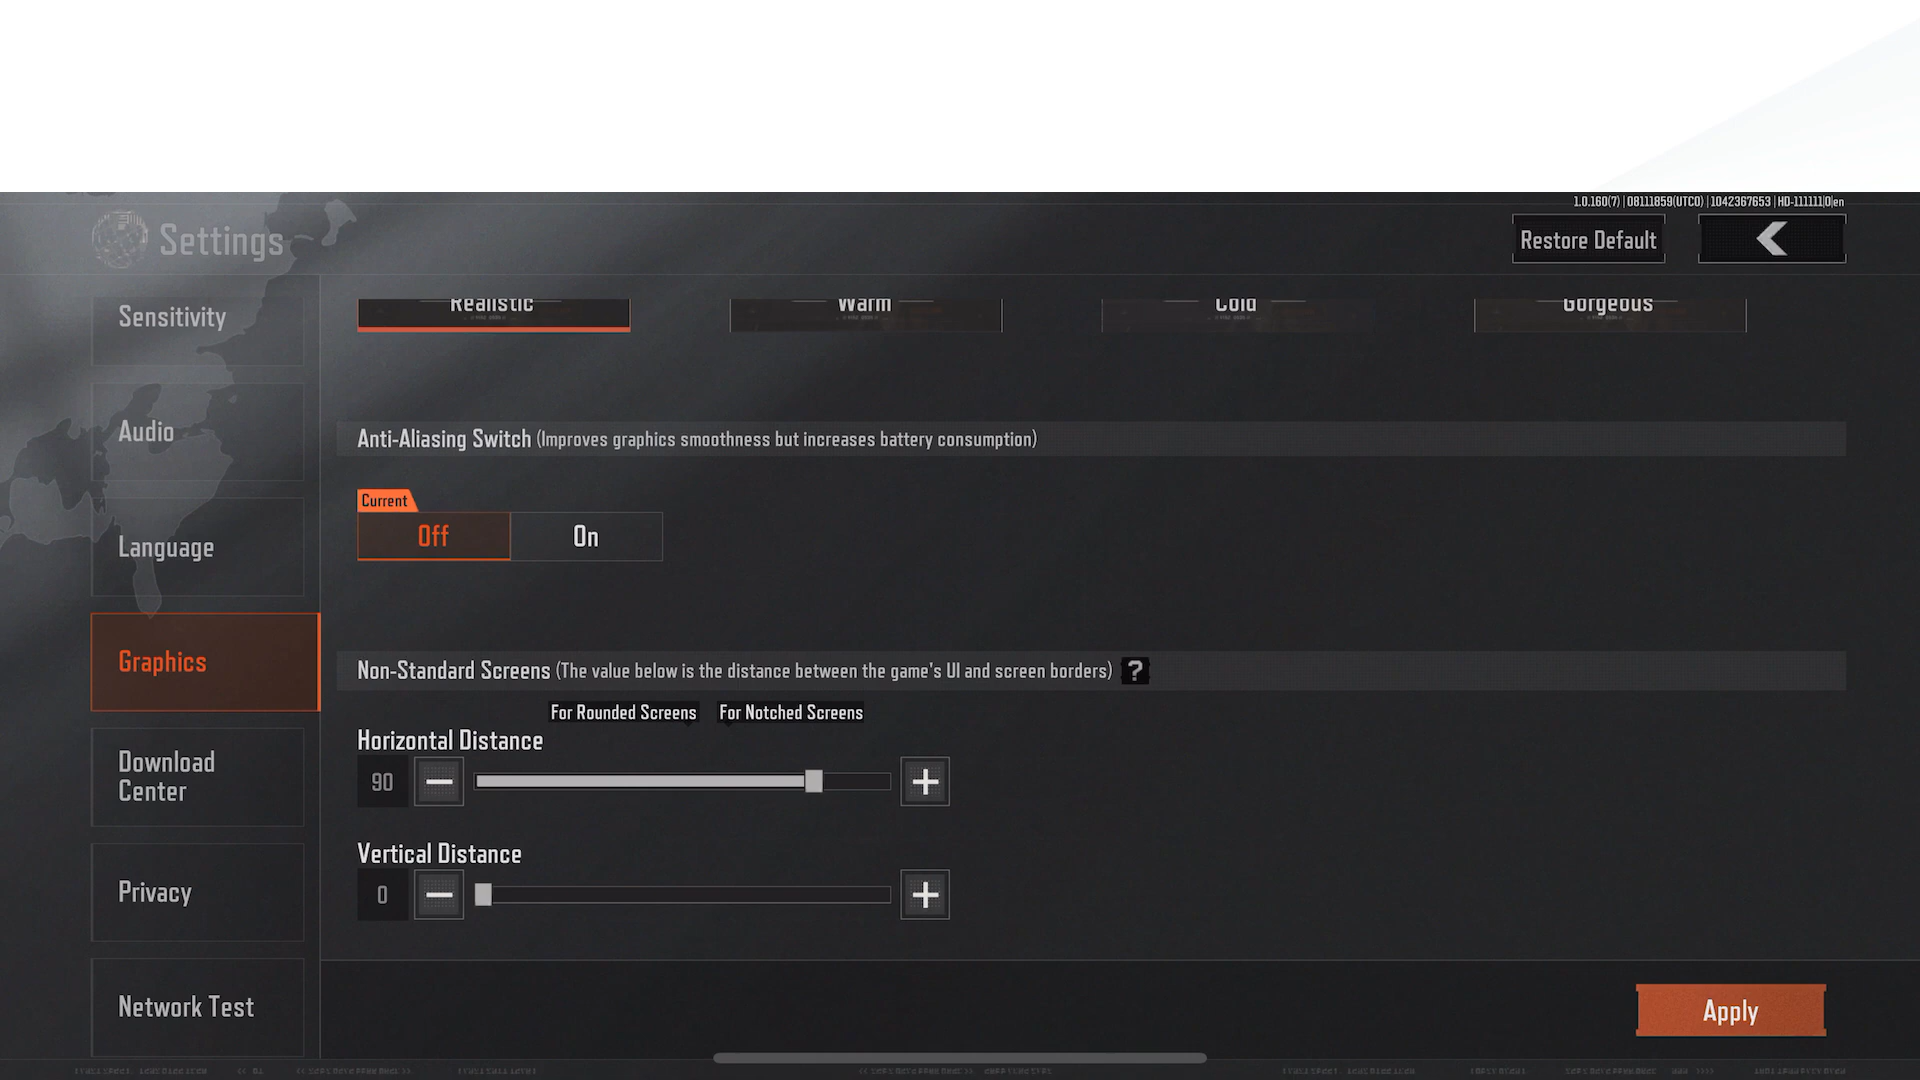 1.0.160(7) | 08111859(UTC0) | 1042367653 | HD-111111|0|en
Settings
Restore Default
Sensitivity
Realistic
Warm
Cold
Gorgeous
Audio
Anti-Aliasing Switch (Improves graphics smoothness but increases battery consumption)
Current
Off
On
Language
Graphics
Non-Standard Screens (The value below is the distance between the game's UI and screen borders) ?
For Rounded Screens
For Notched Screens
Horizontal Distance
90
Download
Center
Vertical Distance
0
Privacy
Network Test
Apply